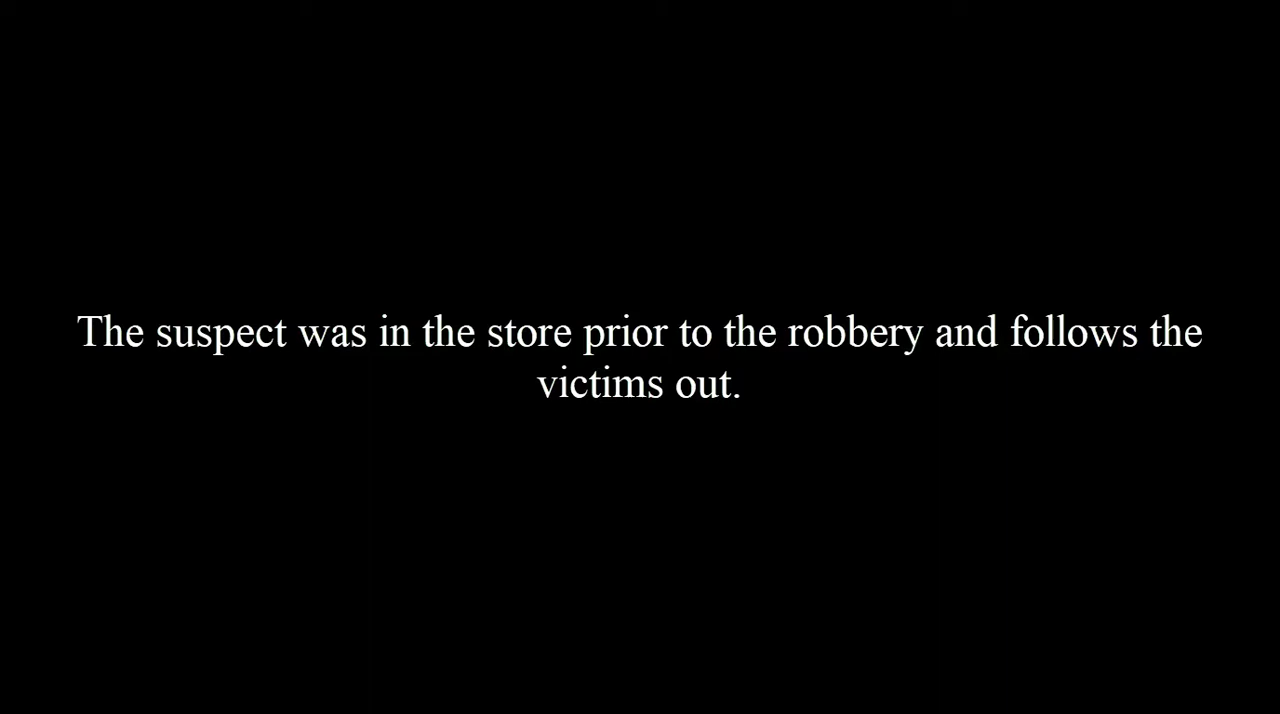 The suspect was in the store prior to the robbery and follows the
victims out.